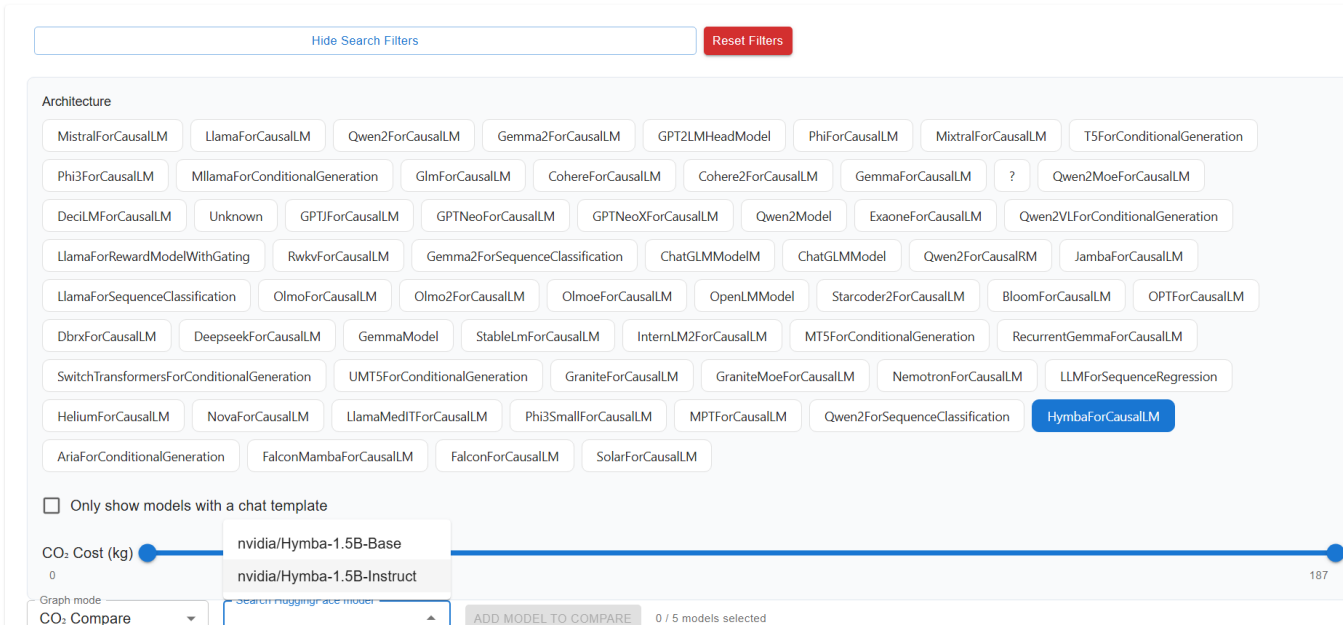 Hide Search Filters Reset Filters
Architecture
MistralForCausalLM LlamaForCausalLM Qwen2ForCausalLM Gemma2ForCausalLM GPT2LMHeadModel PhiForCausalLM MixtralForCausalLM T5ForConditionalGeneration
Phi3ForCausalLM MllamaForConditionalGeneration GlmForCausalLM CohereForCausalLM Cohere2ForCausalLM GemmaForCausalLM ? Qwen2MoeForCausalLM
DeciLMForCausalLM Unknown GPTJForCausalLM GPTNeoForCausalLM GPTNeoXForCausalLM Qwen2Model ExaoneForCausalLM Qwen2VLForConditionalGeneration
LlamaForRewardModelWithGating RwkvForCausalLM Gemma2ForSequenceClassification ChatGLMModelM ChatGLMModel Qwen2ForCausalRM JambaForCausalLM
LlamaForSequenceClassification OlmoForCausalLM Olmo2ForCausalLM OlmoeForCausalLM OpenLMModel Starcoder2ForCausalLM BloomForCausalLM OPTForCausalLM
DbrxForCausalLM DeepseekForCausalLM GemmaModel StableLmForCausalLM InternLM2ForCausalLM MT5ForConditionalGeneration RecurrentGemmaForCausalLM
SwitchTransformersForConditionalGeneration UMT5ForConditionalGeneration GraniteForCausalLM GraniteMoeForCausalLM NemotronForCausalLM LLMForSequenceRegression
HeliumForCausalLM NovaForCausalLM LlamaMedITForCausalLM Phi3SmallForCausalLM MPTForCausalLM Qwen2ForSequenceClassification HymbaForCausalLM
AriaForConditionalGeneration FalconMambaForCausalLM FalconForCausalLM SolarForCausalLM
Only show models with a chat template
nvidia/Hymba-1.5B-Base
CO₂ Cost (kg)
nvidia/Hymba-1.5B-Instruct
0 187
Graph mode Search HuggingFace model
CO₂ Compare ADD MODEL TO COMPARE 0 / 5 models selected